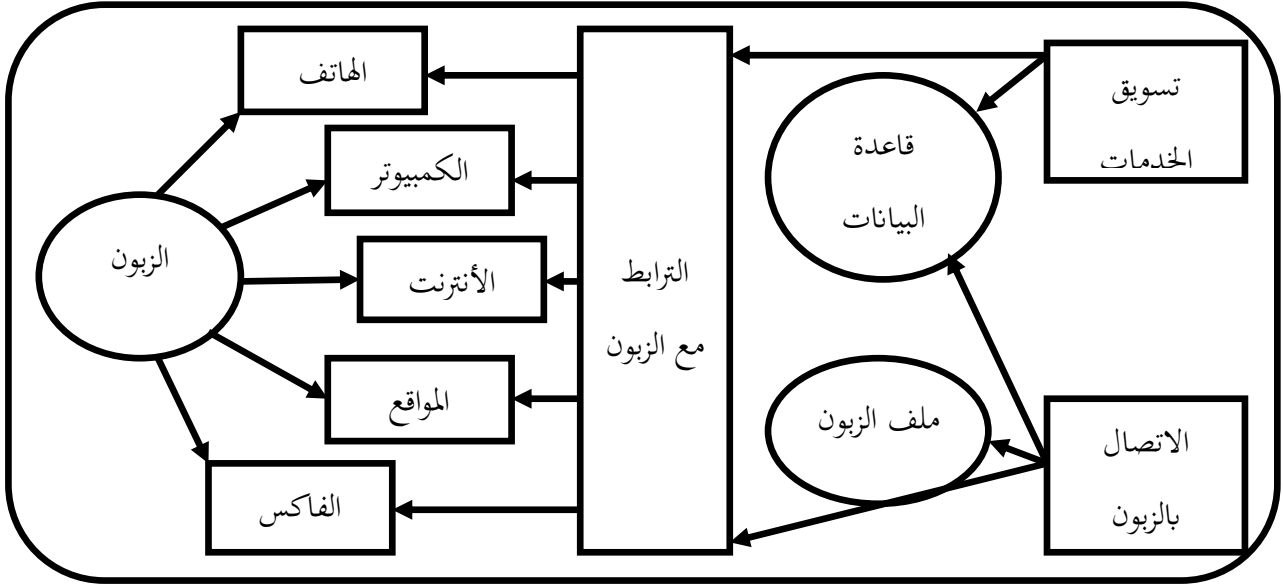 الهاتف
الكمبيوتر
الأنترنت
المواقع
الفاكس
الزبون
الترابط
مع الزبون
قاعدة
البيانات
ملف الزبون
تسويق
الخدمات
الاتصال
بالزبون